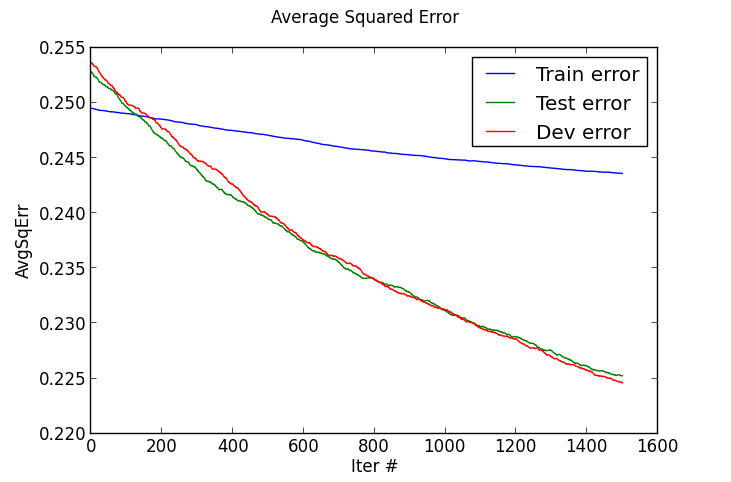 Average Squared Error
0.255
0.250
0.245
0.240
0.235
0.230
0.225
0.220
AvgSqErr
Train error
Test error
Dev error
0 200 400 600 800 1000 1200 1400 1600
Iter #